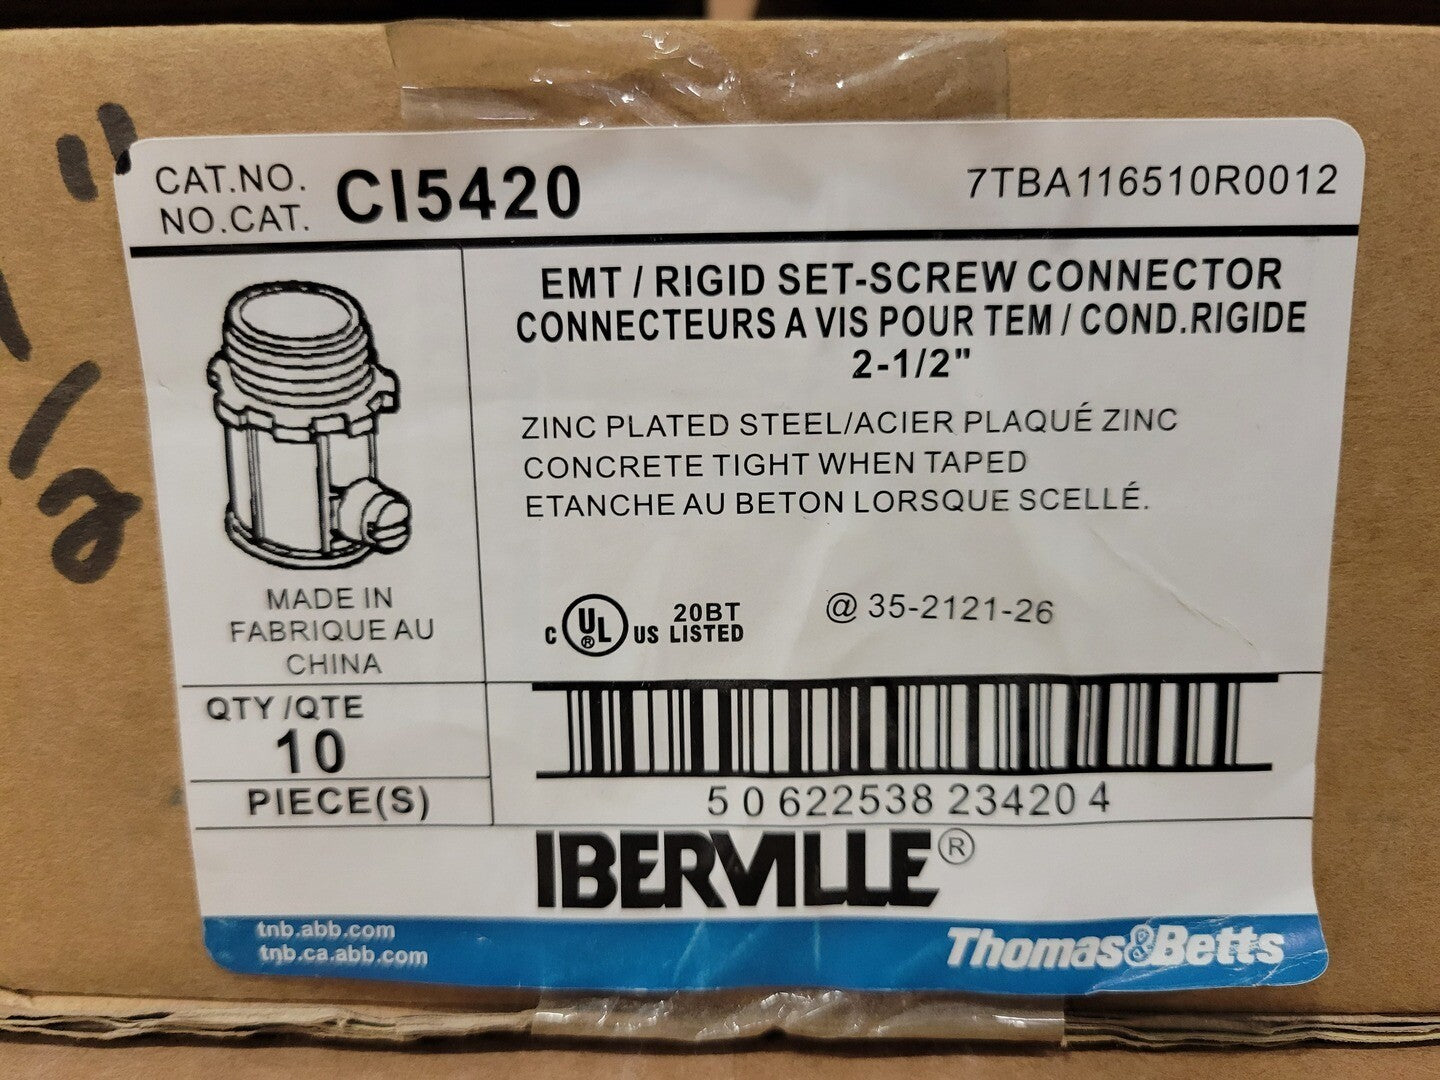 CAT.NO.
NO.CAT.
CI5420
7TBA116510R0012
EMT / RIGID SET-SCREW CONNECTOR
CONNECTEURS A VIS POUR TEM / COND.RIGIDE
2-1/2"
ZINC PLATED STEEL/ACIER PLAQUÉ ZINC
CONCRETE TIGHT WHEN TAPED
ETANCHE AU BETON LORSQUE SCELLÉ.
MADE IN
FABRIQUE AU
CHINA
C UL ® US 20BT LISTED
@ 35-2121-26
QTY /QTE
10
PIECE(S)
5 0 622538 23420 4
IBERVILLE®
tnb.abb.com
tnb.ca.abb.com
Thomas&Betts